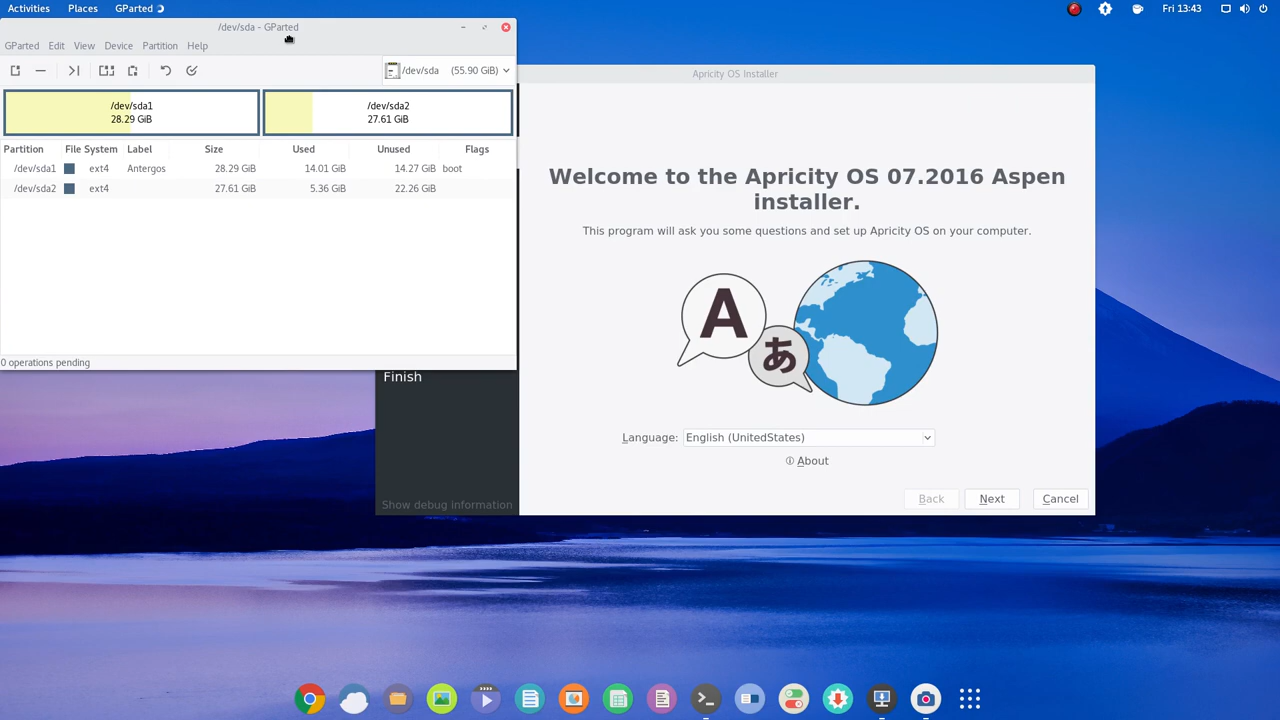 Activities Places GParted Fri 13:43
/dev/sda - GParted
GParted Edit View Device Partition Help
/dev/sda (55.90 GiB)
/dev/sda1 /dev/sda2
28.29 GiB 27.61 GiB
Partition File System Label Size Used Unused Flags
/dev/sda1 ext4 Antergos 28.29 GiB 14.01 GiB 14.27 GiB boot
/dev/sda2 ext4 27.61 GiB 5.36 GiB 22.26 GiB
0 operations pending
Apricity OS Installer
Welcome to the Apricity OS 07.2016 Aspen
installer.
This program will ask you some questions and set up Apricity OS on your computer.
A
あ
Finish
Language: English (UnitedStates)
About
Show debug information
Back Next Cancel